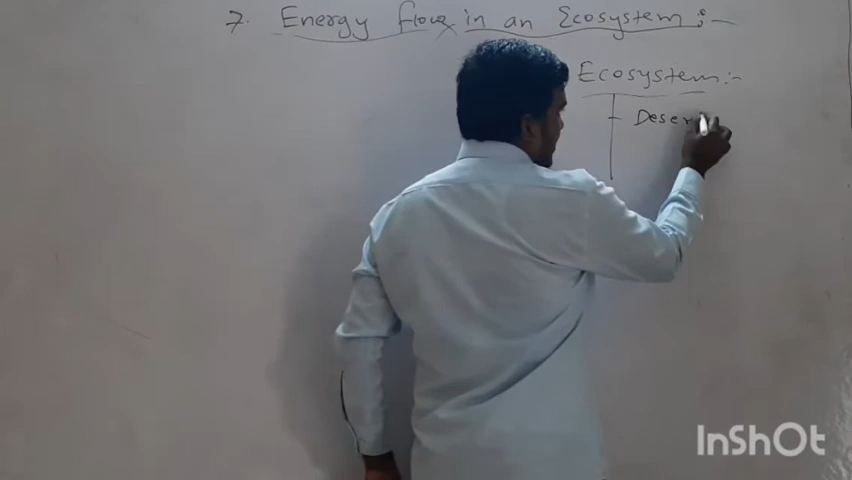 7. Energy flow in an Ecosystem :-
Ecosystem :-
Deser
InShOt